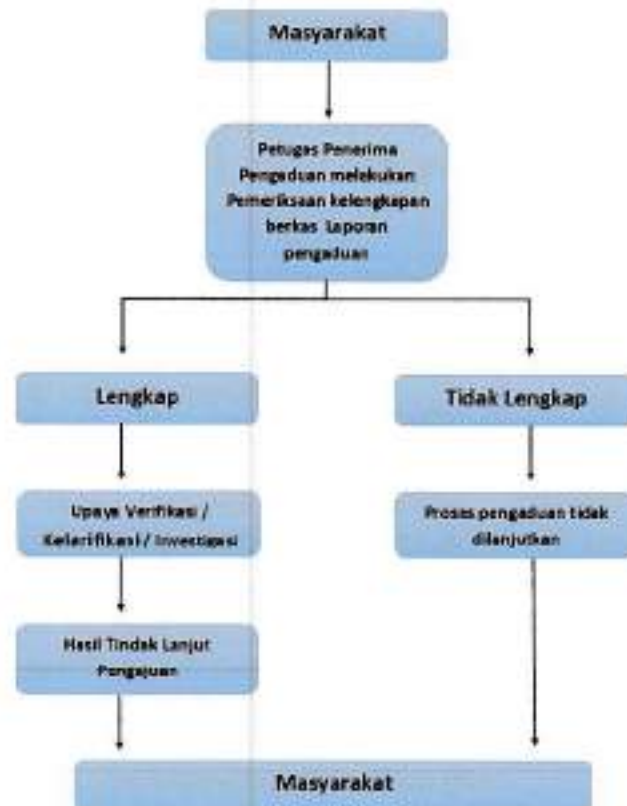 Masyarakat
Petugas Penerima
Pengaduan melekukan
Pemeriksaan kelengkapan
berkas Laporan
pengaduan
Lengkap
Tidak Lengkap
Upaya Verifikasi /
Kelarifikasi / Investigasi
Proses pengaduan tidak
dilanjutkan
Hasil Tindak Lanjut
Pengajuan
Masyarakat